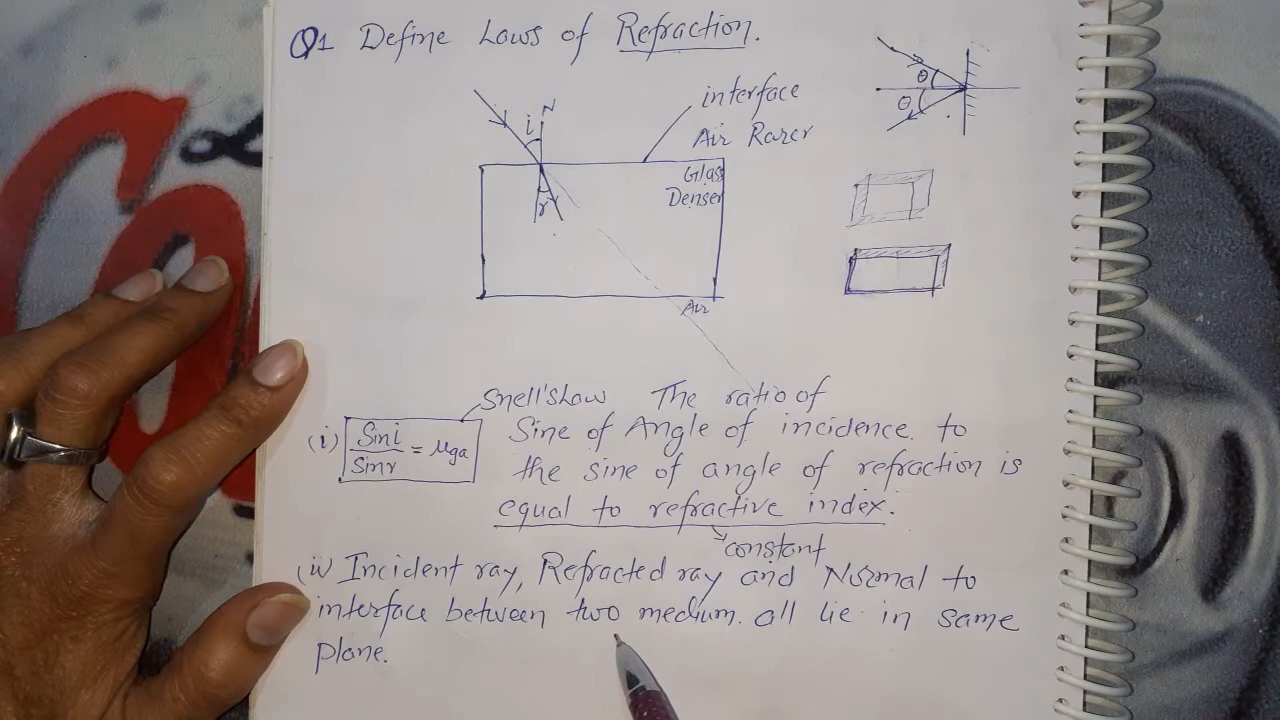 Q1 Define Laws of Refraction.
N
i
r
interface
Air Rarer
Glass
Denser
Air
θ
θ
Snell's Law The ratio of
(i) Sin i / Sin r = μga Sine of Angle of incidence. to
the sine of angle of refraction is
equal to refractive index.
constant
(ii) Incident ray, Refracted ray and Normal to
interface between two medium. all lie in same
plane.